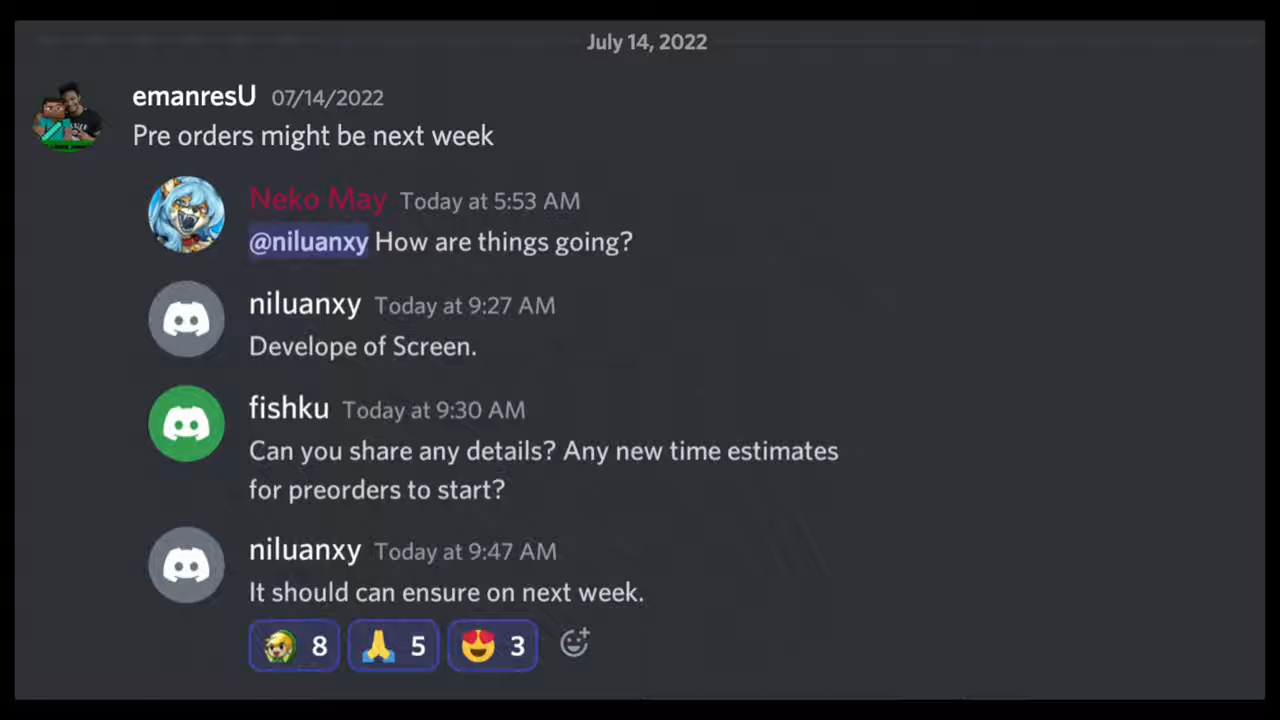 July 14, 2022
emanresU 07/14/2022
Pre orders might be next week
Neko May Today at 5:53 AM
@niluanxy How are things going?
niluanxy Today at 9:27 AM
Develope of Screen.
fishku Today at 9:30 AM
Can you share any details? Any new time estimates
for preorders to start?
niluanxy Today at 9:47 AM
It should can ensure on next week.
8 5 3